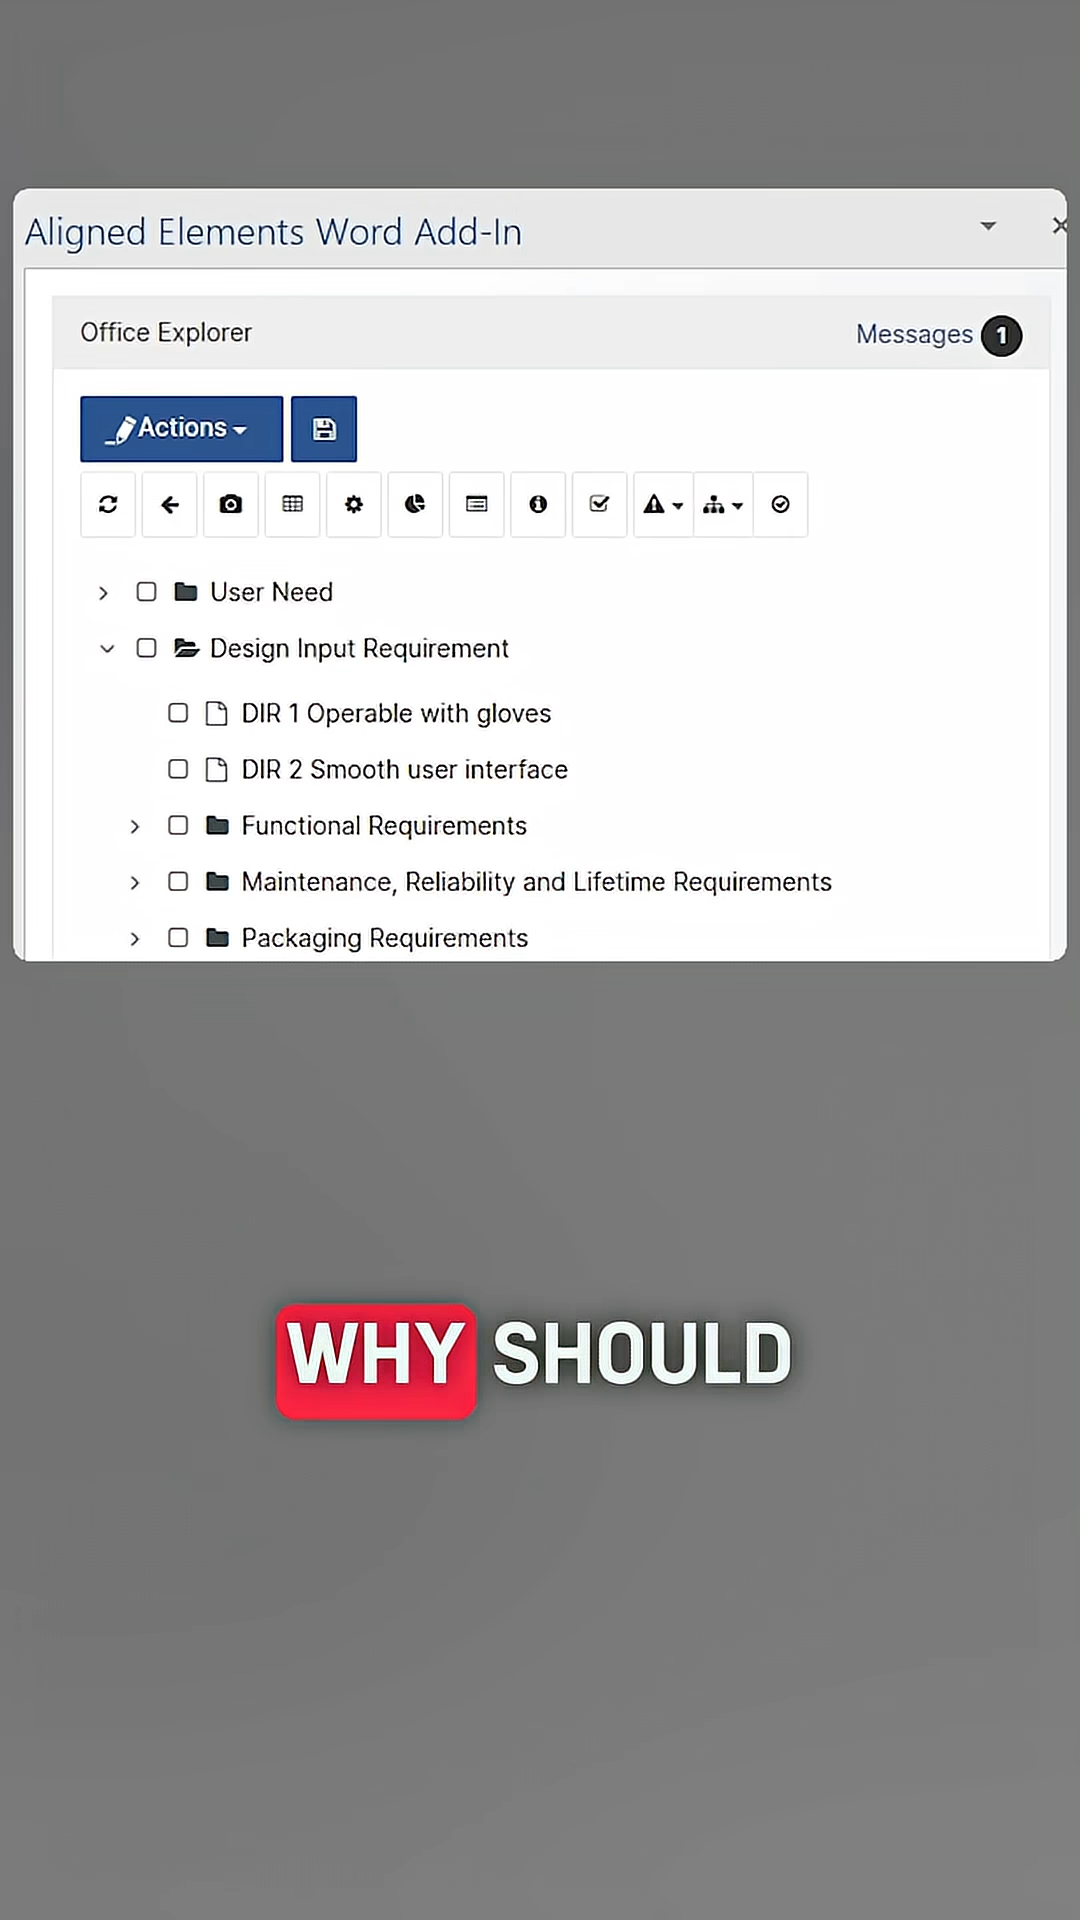 Aligned Elements Word Add-In
Office Explorer
Messages 1
Actions
User Need
Design Input Requirement
DIR 1 Operable with gloves
DIR 2 Smooth user interface
Functional Requirements
Maintenance, Reliability and Lifetime Requirements
Packaging Requirements
WHY SHOULD